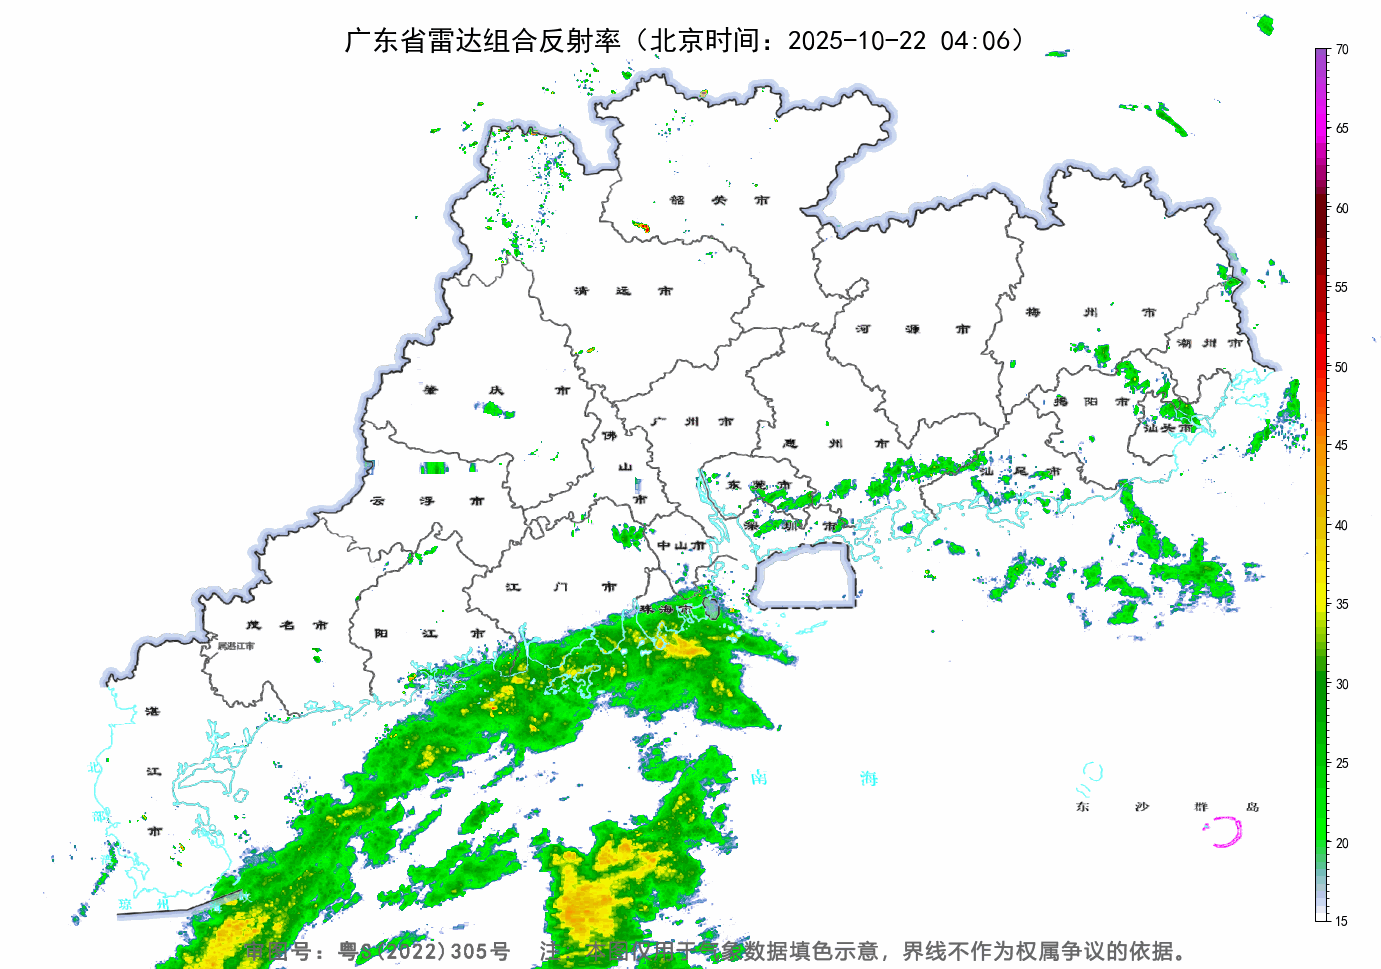 广东省雷达组合反射率（北京时间：2025-10-22 04:06）
70
65
60
55
50
45
40
35
30
25
20
15
韶关市
清远市
河源市
梅州市
潮州市
肇庆市
广州市
惠州市
揭阳市
汕头市
佛山市
东莞市
汕尾市
云浮市
深圳市
中山市
江门市
珠海市
茂名市
阳江市
属湛江市
湛江市
南海
东沙群岛
琼州
审图号：粤S(2022)305号 注：本图仅用于气象数据填色示意，界线不作为权属争议的依据。